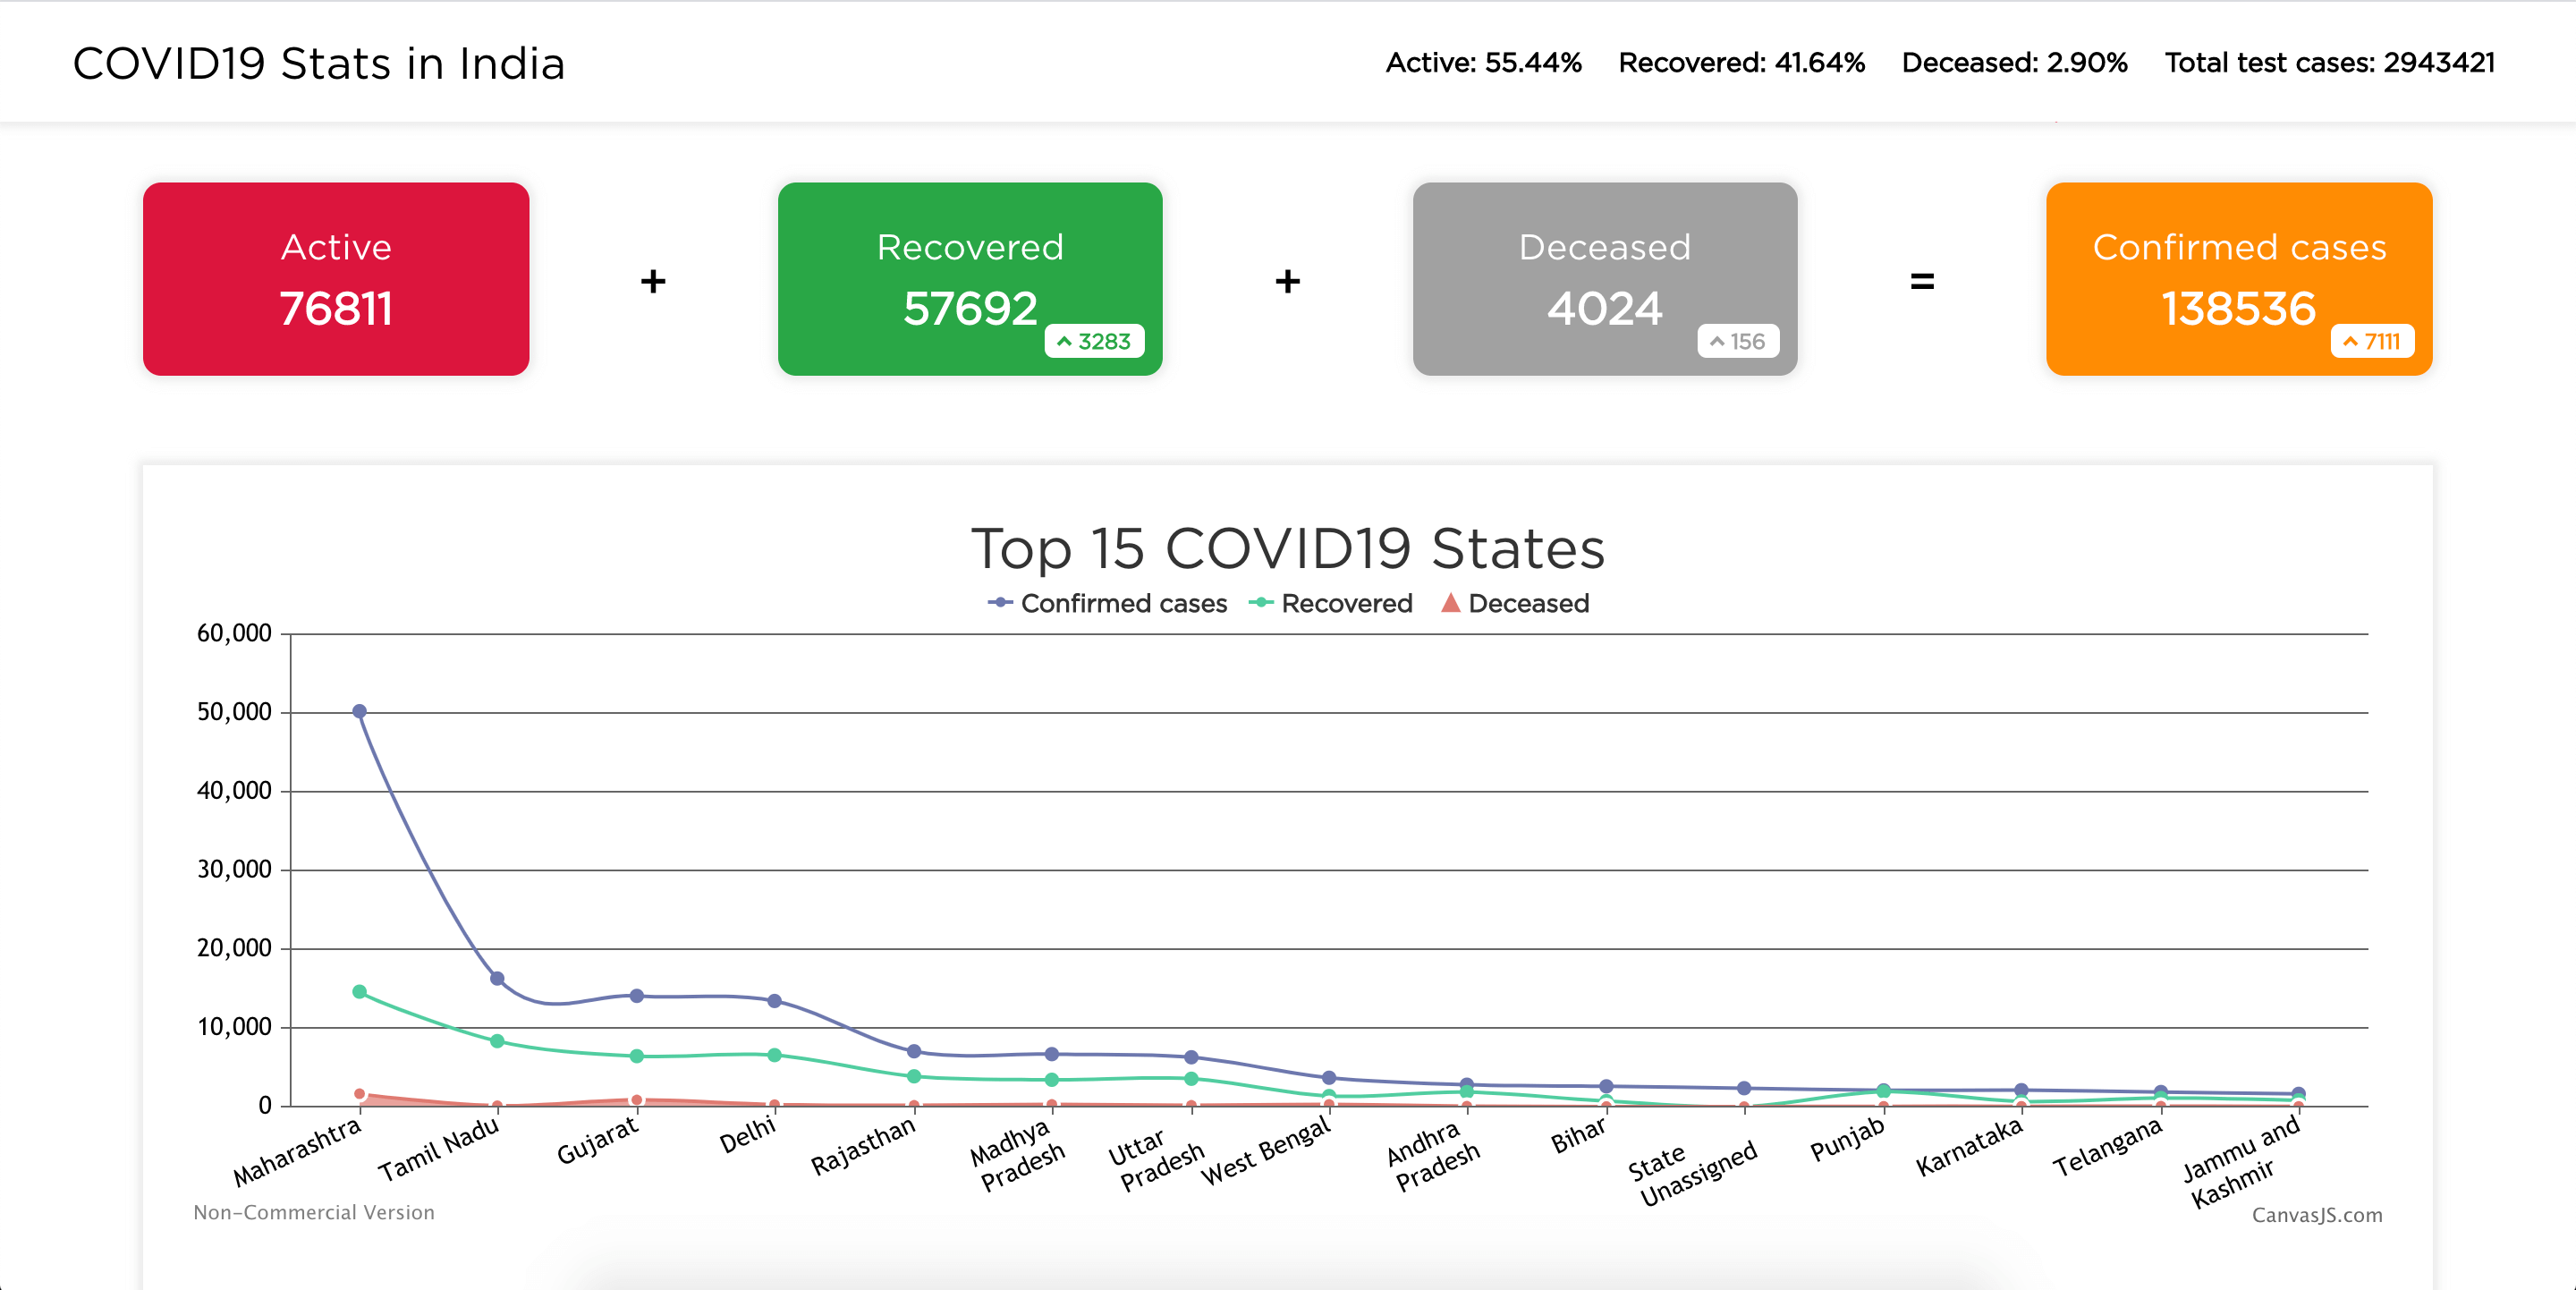 COVID19 Stats in India
Active: 55.44% Recovered: 41.64% Deceased: 2.90% Total test cases: 2943421
Active
76811
+
Recovered
57692
3283
+
Deceased
4024
156
=
Confirmed cases
138536
7111
Top 15 COVID19 States
Confirmed cases Recovered Deceased
60,000
50,000
40,000
30,000
20,000
10,000
0
Maharashtra
Tamil Nadu
Gujarat
Delhi
Rajasthan
Madhya
Pradesh
Uttar
Pradesh
West Bengal
Andhra
Pradesh
Bihar
State
Unassigned
Punjab
Karnataka
Telangana
Jammu and
Kashmir
Non-Commercial Version
CanvasJS.com